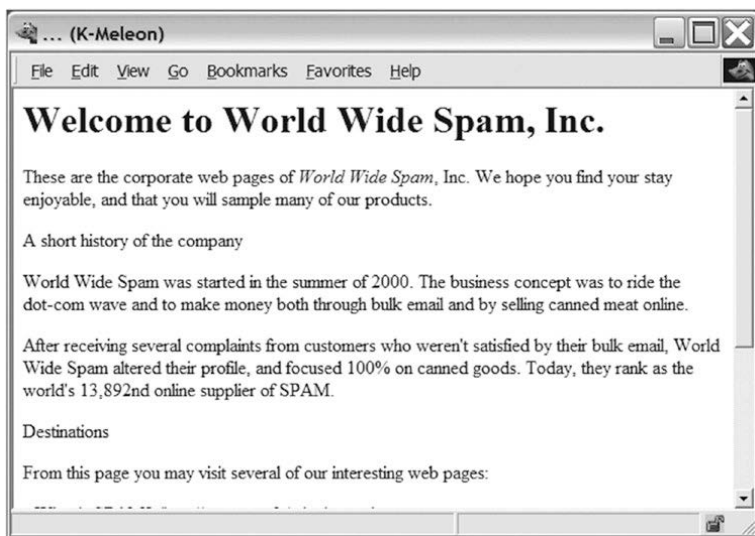 ... (K-Meleon)
File Edit View Go Bookmarks Favorites Help
Welcome to World Wide Spam, Inc.
These are the corporate web pages of World Wide Spam, Inc. We hope you find your stay
enjoyable, and that you will sample many of our products.
A short history of the company
World Wide Spam was started in the summer of 2000. The business concept was to ride the
dot-com wave and to make money both through bulk email and by selling canned meat online.
After receiving several complaints from customers who weren't satisfied by their bulk email, World
Wide Spam altered their profile, and focused 100% on canned goods. Today, they rank as the
world's 13,892nd online supplier of SPAM.
Destinations
From this page you may visit several of our interesting web pages: